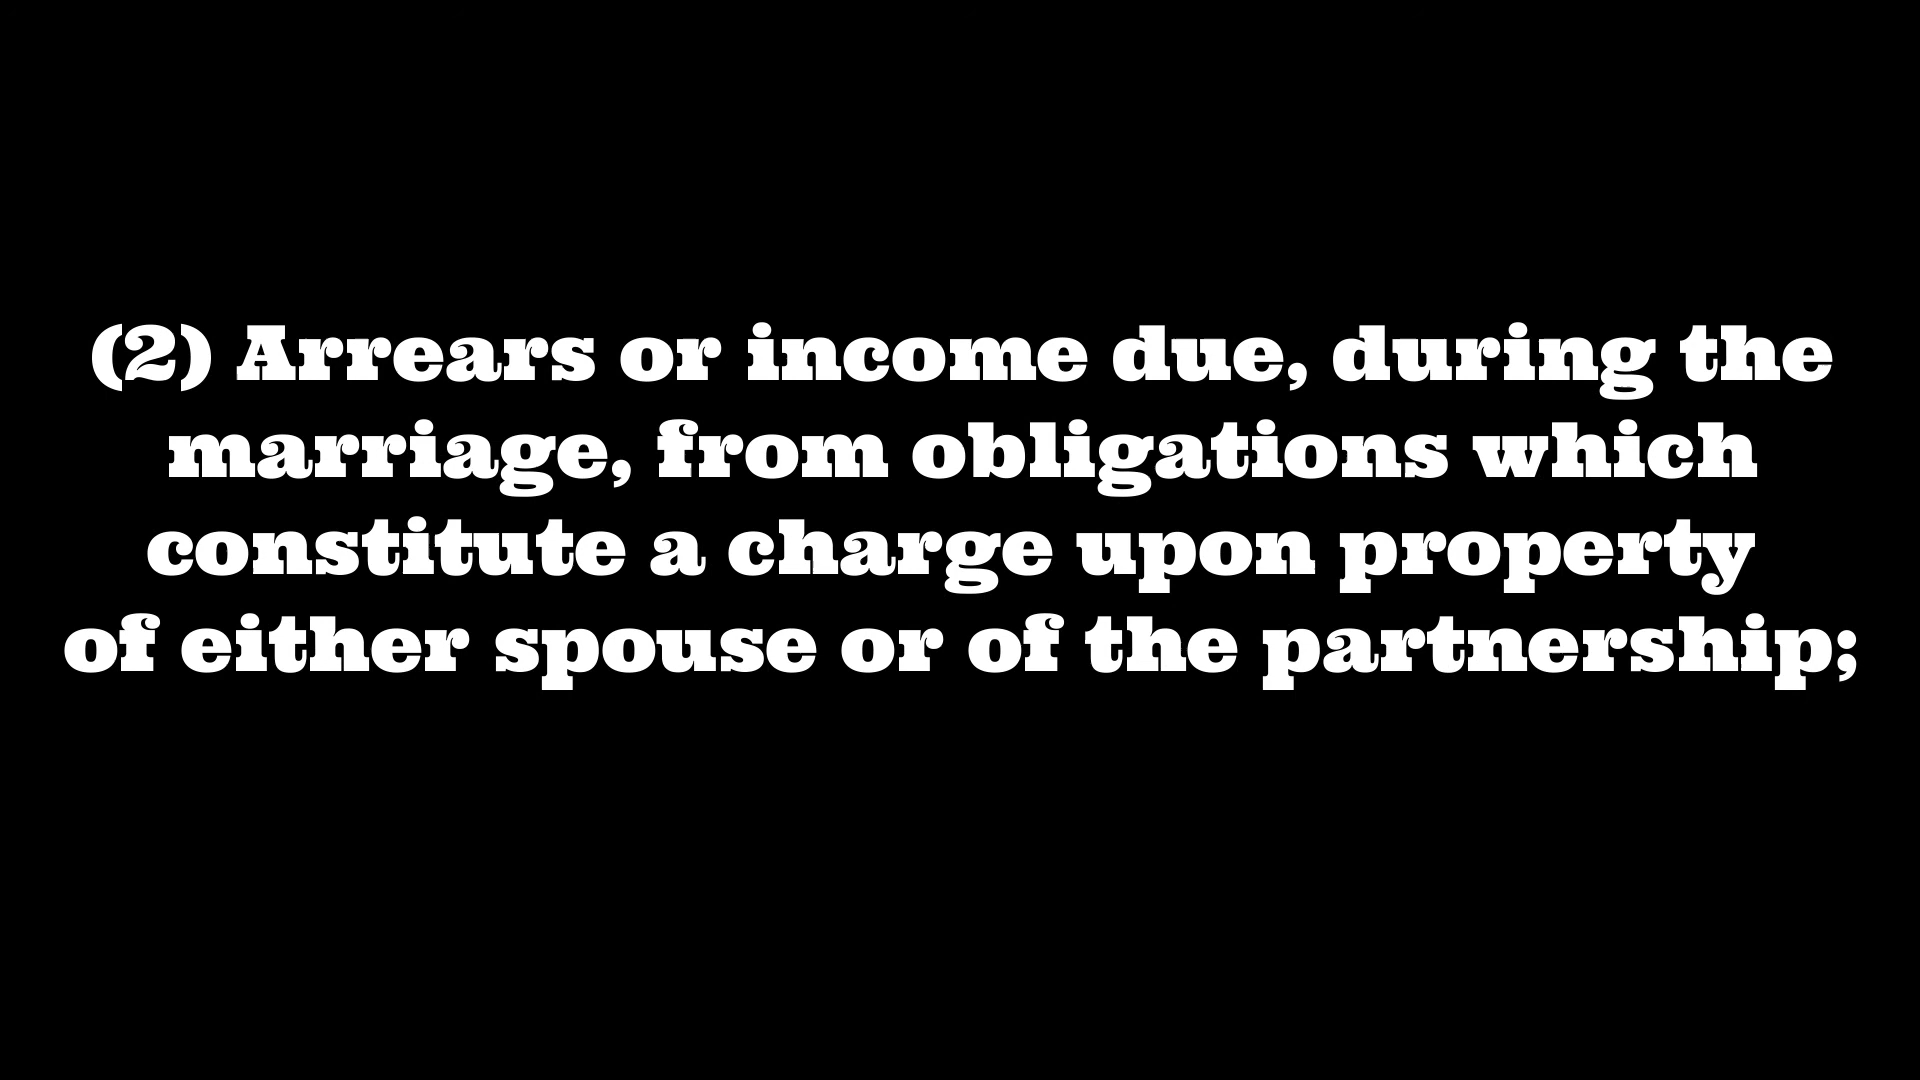 (2) Arrears or income due, during the
marriage, from obligations which
constitute a charge upon property
of either spouse or of the partnership;